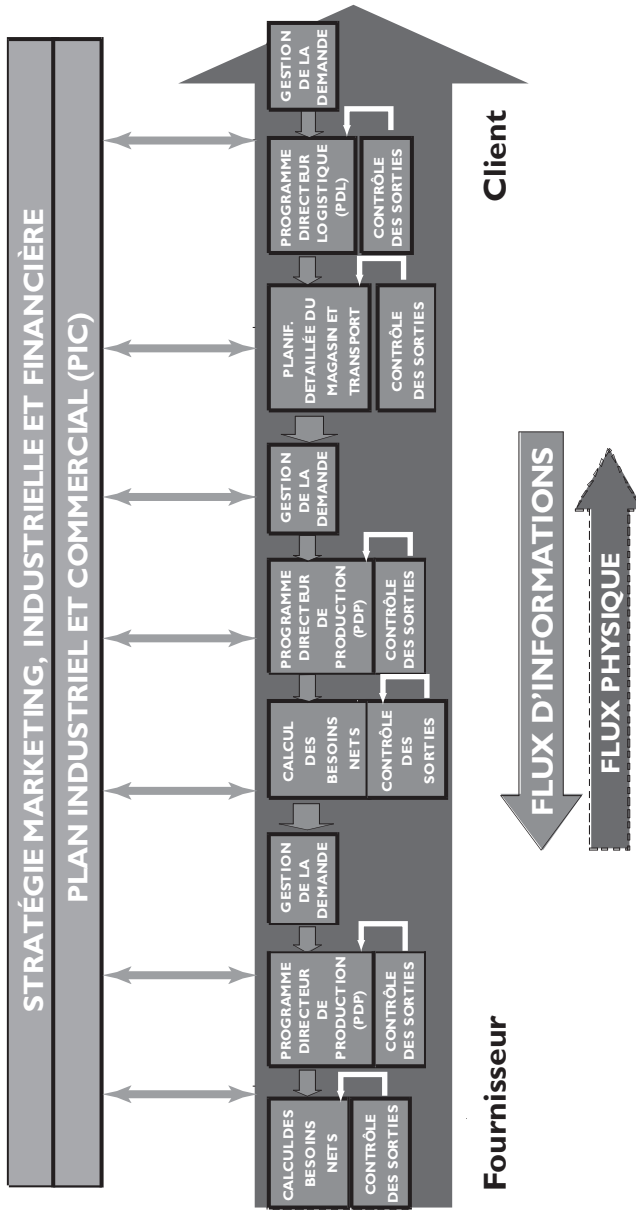 STRATÉGIE MARKETING, INDUSTRIELLE ET FINANCIÈRE
PLAN INDUSTRIEL ET COMMERCIAL (PIC)
CALCUL DES
BESOINS
NETS
CONTRÔLE
DES SORTIES
PROGRAMME
DIRECTEUR
DE
PRODUCTION
(PDP)
CONTRÔLE
DES SORTIES
GESTION
DE LA
DEMANDE
CALCUL
DES
BESOINS
NETS
CONTRÔLE
DES
SORTIES
PROGRAMME
DIRECTEUR
DE
PRODUCTION
(PDP)
CONTRÔLE
DES SORTIES
GESTION
DE LA
DEMANDE
PLANIF.
DETAILLÉE DU
MAGASIN ET
TRANSPORT
CONTRÔLE
DES SORTIES
PROGRAMME
DIRECTEUR
LOGISTIQUE
(PDL)
CONTRÔLE
DES SORTIES
GESTION
DE LA
DEMANDE
Fournisseur
Client
FLUX D'INFORMATIONS
FLUX PHYSIQUE